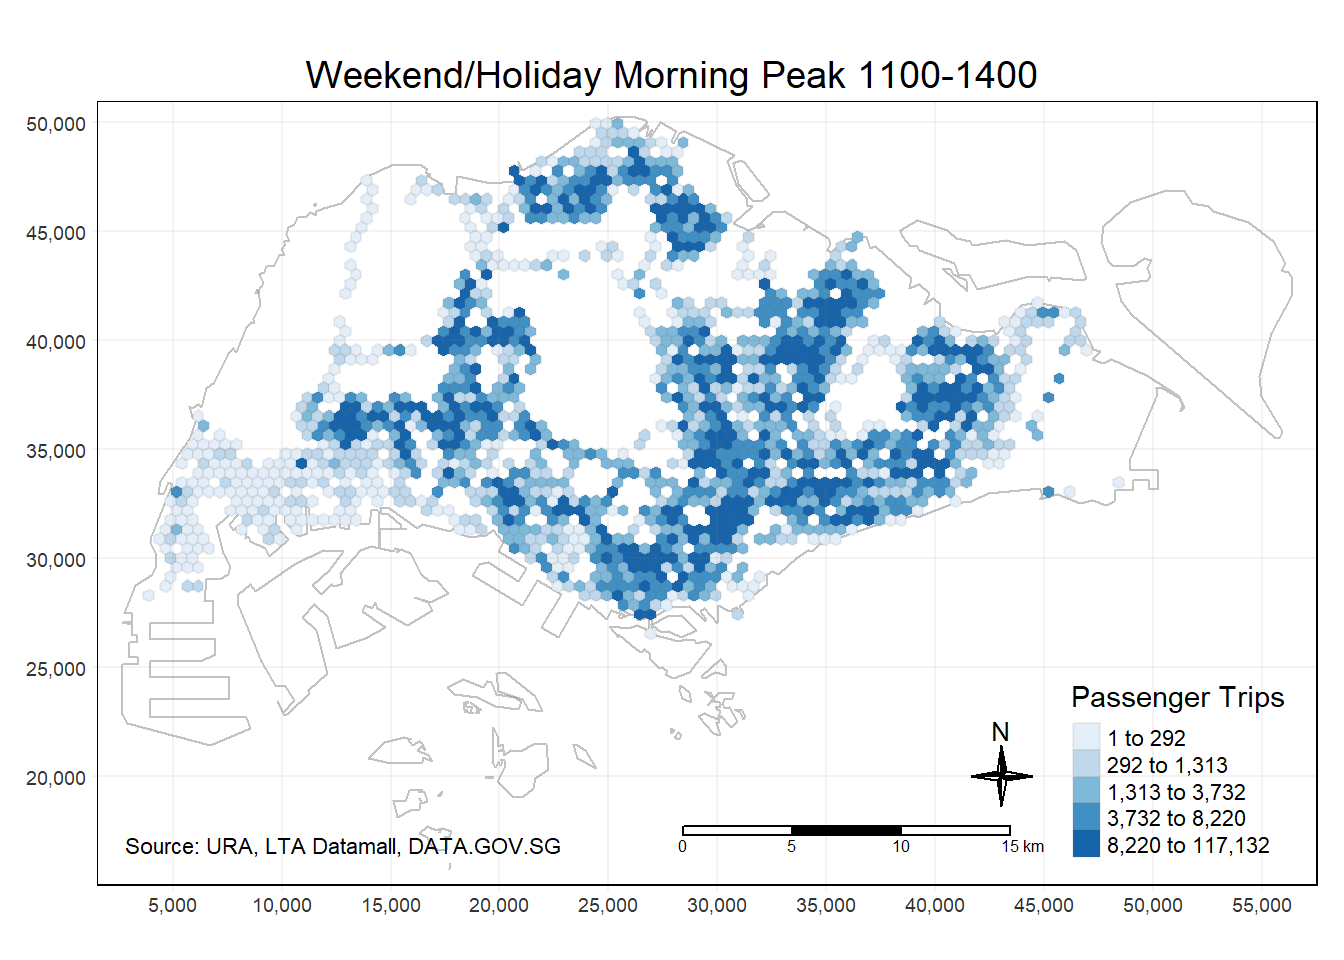 Weekend/Holiday Morning Peak 1100-1400
50,000
45,000
40,000
35,000
30,000
25,000
20,000
Passenger Trips
1 to 292
292 to 1,313
1,313 to 3,732
3,732 to 8,220
8,220 to 117,132
N
0 5 10 15 km
Source: URA, LTA Datamall, DATA.GOV.SG
5,000 10,000 15,000 20,000 25,000 30,000 35,000 40,000 45,000 50,000 55,000